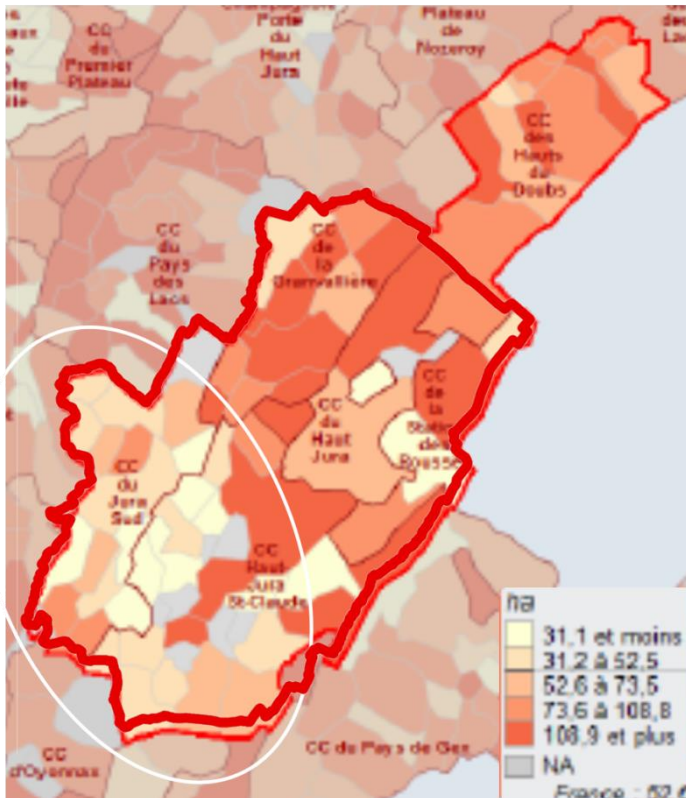 CC
du
Premier
Plateau
Porte
du
Haut
Jura
Plateau
de
Nozeroy
CC
des
Hauts
du
Doubs
CC
du
Pays
des
Lacs
CC
de
la
Grandvallière
CC
du
Haut
Jura
CC
de
la
Station
des
Rousses
CC
du
Jura
Sud
CC
Haut-
Jura
St-Claude
CC
d'Oyonnax
CC du Pays de Gex
ha
31,1 et moins
31,2 à 52,5
52,6 à 73,5
73,6 à 108,8
108,9 et plus
NA
France :